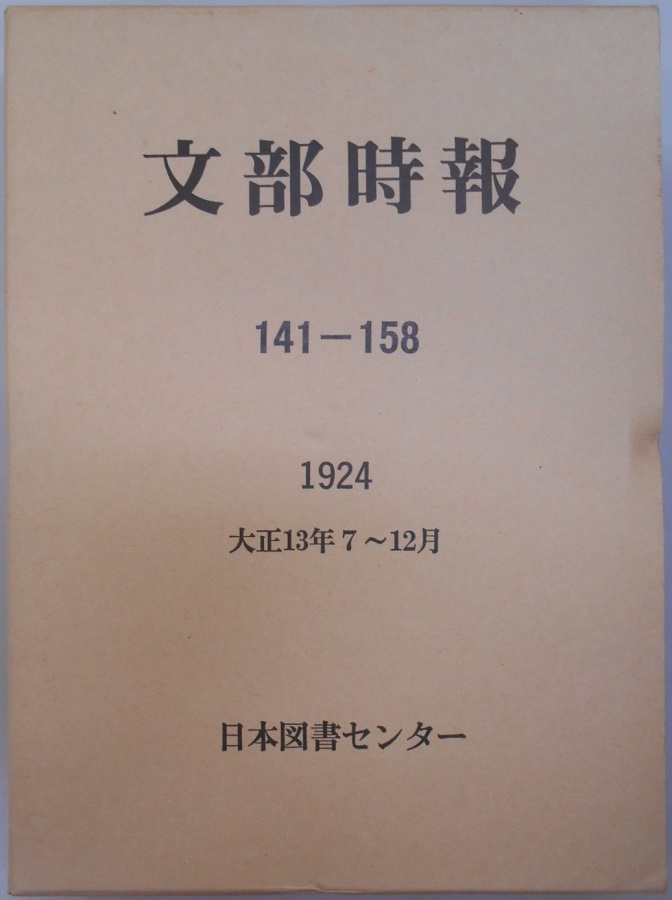 文部時報
141－158
1924
大正13年7～12月
日本図書センター